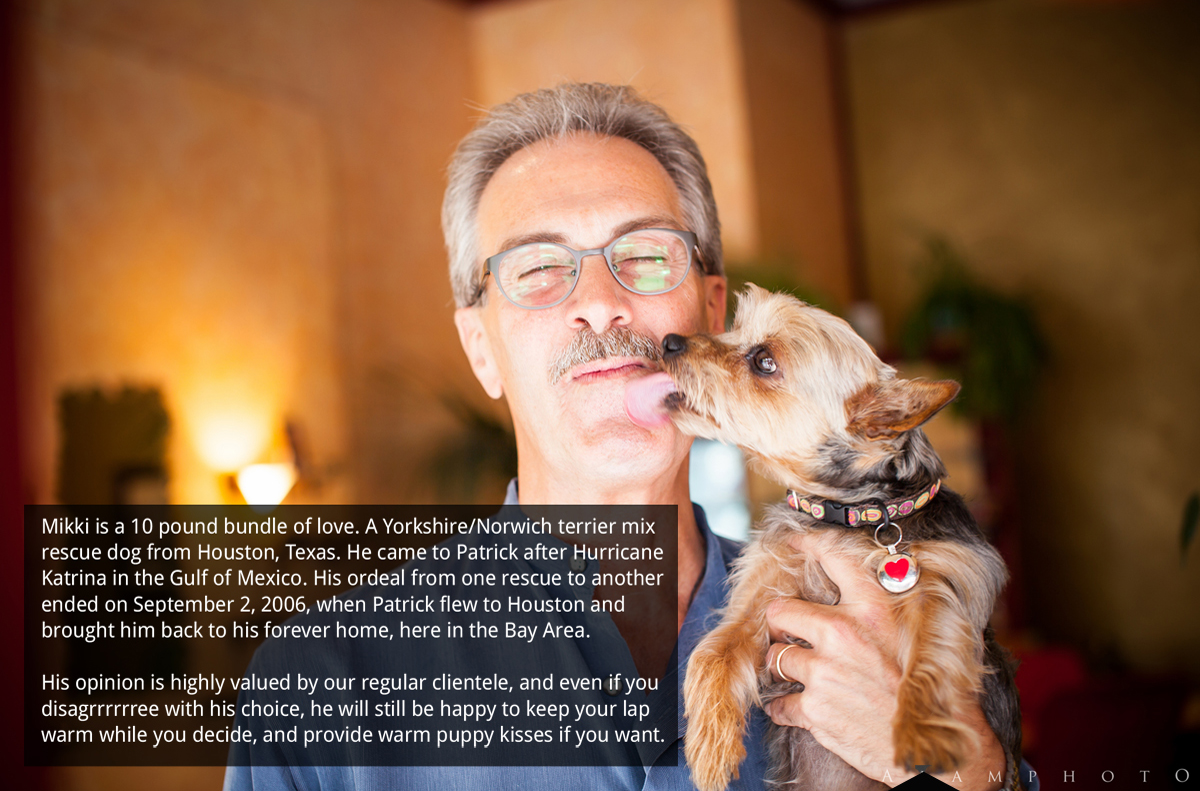 Mikki is a 10 pound bundle of love. A Yorkshire/Norwich terrier mix
rescue dog from Houston, Texas. He came to Patrick after Hurricane
Katrina in the Gulf of Mexico. His ordeal from one rescue to another
ended on September 2, 2006, when Patrick flew to Houston and
brought him back to his forever home, here in the Bay Area.
His opinion is highly valued by our regular clientele, and even if you
disagrrrrrree with his choice, he will still be happy to keep your lap
warm while you decide, and provide warm puppy kisses if you want.